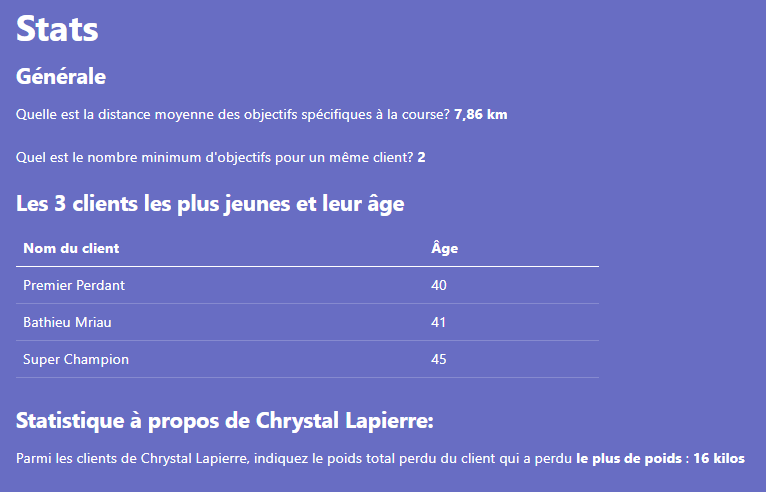 Stats
Générale
Quelle est la distance moyenne des objectifs spécifiques à la course? 7,86 km
Quel est le nombre minimum d'objectifs pour un même client? 2
Les 3 clients les plus jeunes et leur âge
Nom du client Âge
Premier Perdant 40
Bathieu Mriau 41
Super Champion 45
Statistique à propos de Chrystal Lapierre:
Parmi les clients de Chrystal Lapierre, indiquez le poids total perdu du client qui a perdu le plus de poids : 16 kilos